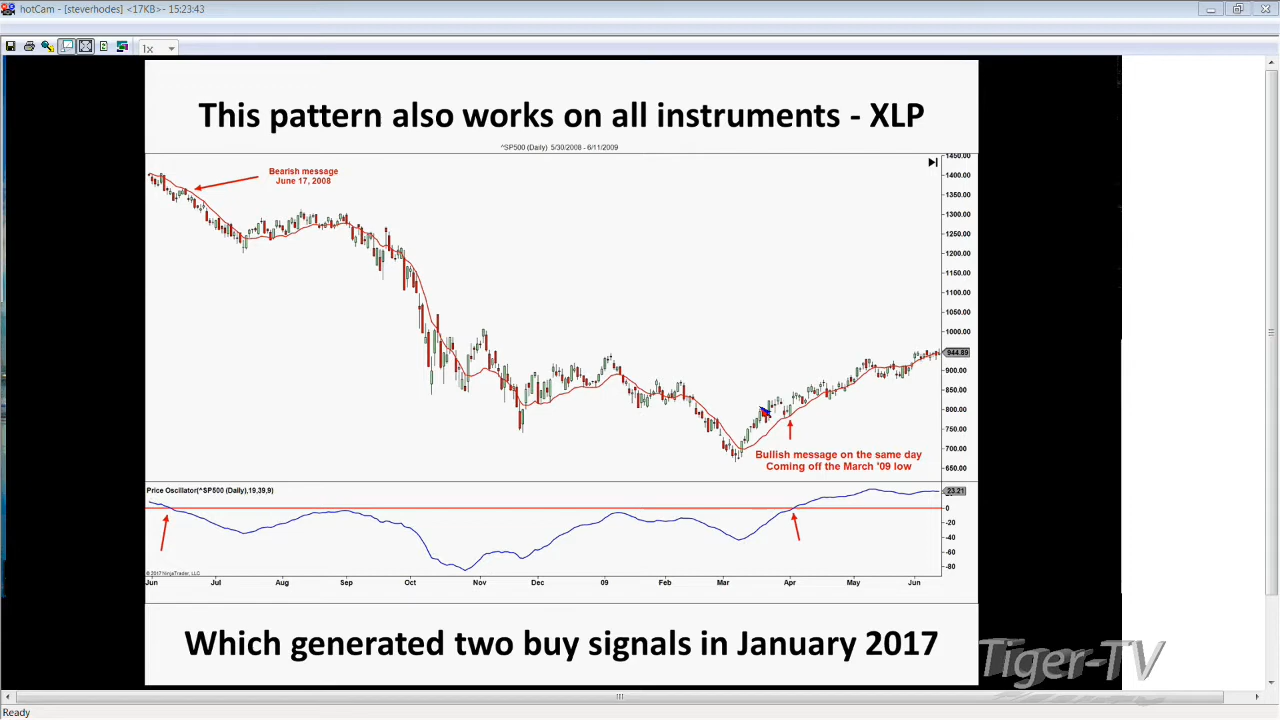 hotCam - [steverhodes] <17KB> - 15:23:43
1x
This pattern also works on all instruments - XLP
^SP500 (Daily) 5/30/2008 - 6/11/2009
Bearish message
June 17, 2008
1450.00
1400.00
1350.00
1300.00
1250.00
1200.00
1150.00
1100.00
1050.00
1000.00
944.89
900.00
850.00
800.00
750.00
700.00
650.00
Bullish message on the same day
Coming off the March '09 low
Price Oscillator(^SP500 (Daily),19,39,9)
23.21
0
-20
-40
-60
-80
© 2017 NinjaTrader, LLC
Jun Jul Aug Sep Oct Nov Dec 09 Feb Mar Apr May Jun
Which generated two buy signals in January 2017
Tiger-TV
Ready